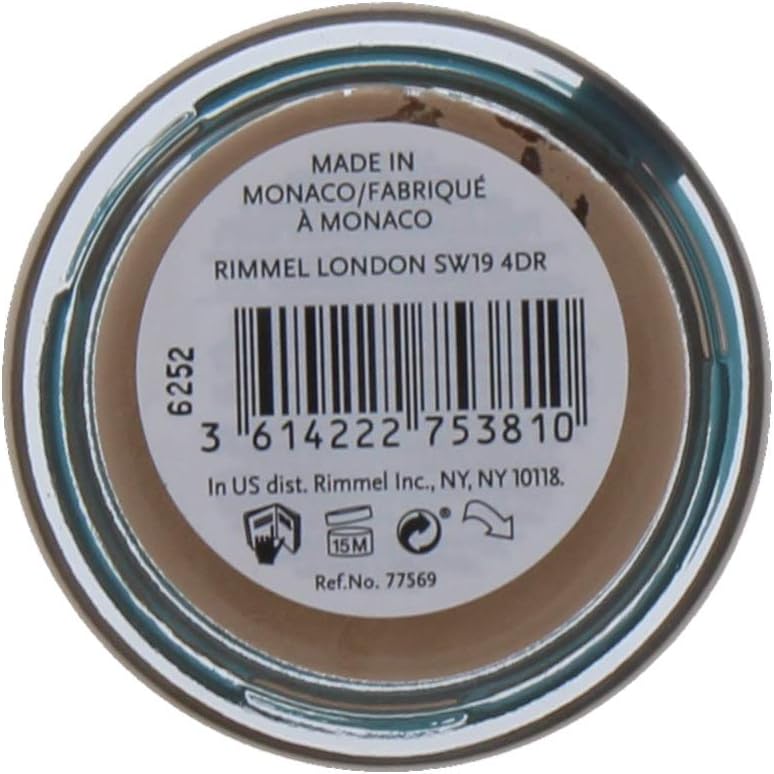 MADE IN
MONACO/FABRIQUÉ
À MONACO
RIMMEL LONDON SW19 4DR
6252
3 614222 753810
In US dist. Rimmel Inc., NY, NY 10118.
15M
®
Ref.No. 77569